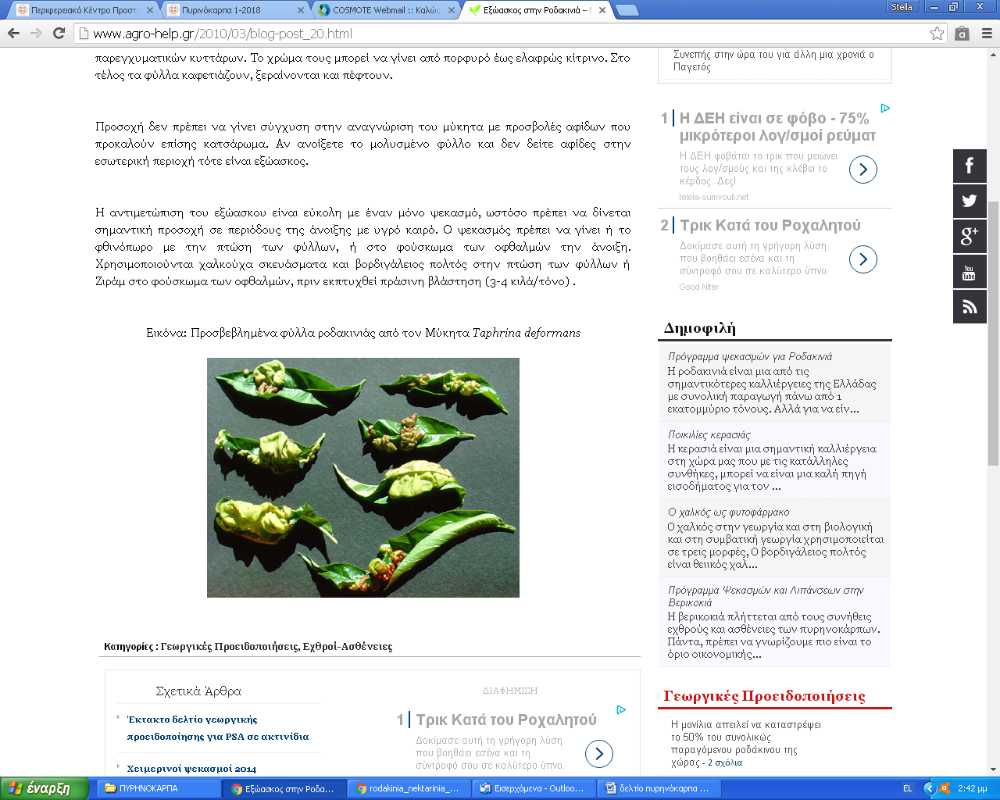 Περιφερειακό Κέντρο Προστ
Πυρινόκαρπα 1-2018
COSMOTE Webmail :: Καλώς
Εξώασκος στην Ροδακινιά –
Stella
www.agro-help.gr/2010/03/blog-post_20.html
παρεγχυματικών κυττάρων. Το χρώμα τους μπορεί να γίνει από πορφυρό έως ελαφρώς κίτρινο. Στο
τέλος τα φύλλα καφετιάζουν, ξεραίνονται και πέφτουν.
Προσοχή δεν πρέπει να γίνει σύγχυση στην αναγνώριση του μύκητα με προσβολές αφίδων που
προκαλούν επίσης κατσάρωμα. Αν ανοίξετε το μολυσμένο φύλλο και δεν δείτε αφίδες στην
εσωτερική περιοχή τότε είναι εξώασκος.
Η αντιμετώπιση του εξώασκου είναι εύκολη με έναν μόνο ψεκασμό, ωστόσο πρέπει να δίνεται
σημαντική προσοχή σε περιόδους της άνοιξης με υγρό καιρό. Ο ψεκασμός πρέπει να γίνει ή το
φθινόπωρο με την πτώση των φύλλων, ή στο φούσκωμα των οφθαλμών την άνοιξη.
Χρησιμοποιούνται χαλκούχα σκευάσματα και βορδιγάλειος πολτός στην πτώση των φύλλων ή
Ζιράμ στο φούσκωμα των οφθαλμών, πριν εκπτυχθεί πράσινη βλάστηση (3-4 κιλά/τόνο) .
Εικόνα: Προσβεβλημένα φύλλα ροδακινιάς από τον Μύκητα Taphrina deformans
Κατηγορίες : Γεωργικές Προειδοποιήσεις, Εχθροί-Ασθένειες
Σχετικά Άρθρα
Έκτακτο δελτίο γεωργικής
προειδοποίησης για PSA σε ακτινίδια
Χειμερινοί ψεκασμοί 2014
ΔΙΑΦΗΜΙΣΗ
1 Τρικ Κατά του Ροχαλητού
Δοκίμασε αυτή τη γρήγορη λύση
που βοηθάει εσένα και τη
σύντροφό σου σε καλύτερο ύπνο.
Συνεπής στην ώρα του για άλλη μια χρονιά ο
Παγετός
1 Η ΔΕΗ είναι σε φόβο - 75%
μικρότεροι λογ/σμοί ρεύματ
Η ΔΕΗ φοβάται το τρικ που μειώνει
τους λογ/σμούς και της κλέβει το
κέρδος. Δες!
teleia-sumvouli.net
2 Τρικ Κατά του Ροχαλητού
Δοκίμασε αυτή τη γρήγορη λύση
που βοηθάει εσένα και τη
σύντροφό σου σε καλύτερο ύπνο.
Good Niter
Δημοφιλή
Πρόγραμμα ψεκασμών για Ροδακινιά
Η ροδακινιά είναι μια από τις
σημαντικότερες καλλιέργειες της Ελλάδας
με συνολική παραγωγή πάνω από 1
εκατομμύριο τόνους. Αλλά για να είν...
Ποικιλίες κερασιάς
Η κερασιά είναι μια σημαντική καλλιέργεια
στη χώρα μας που με τις κατάλληλες
συνθήκες, μπορεί να είναι μια καλή πηγή
εισοδήματος για τον ...
Ο χαλκός ως φυτοφάρμακο
Ο χαλκός στην γεωργία και στη βιολογική
και στη συμβατική γεωργία χρησιμοποιείται
σε τρεις μορφές, Ο βορδιγάλειος πολτός
είναι θειικός χαλ...
Πρόγραμμα Ψεκασμών και Λιπάνσεων στην
Βερικοκιά
Η βερικοκιά πλήττεται από τους συνήθεις
εχθρούς και ασθένειες των πυρηνοκάρπων.
Πάντα, πρέπει να γνωρίζουμε πιο είναι το
όριο οικονομικής...
Γεωργικές Προειδοποιήσεις
Η μονίλια απειλεί να καταστρέψει
το 50% του συνολικώς
παραγόμενου ροδάκινου της
χώρας - 2 σχόλια
You Tube
έναρξη
ΠΥΡΗΝΟΚΑΡΠΑ
Εξώασκος στην Ροδα...
rodakinia_nektarinia_...
Εισερχόμενα - Outloo...
δελτίο πυρηνόκαρπα ...
EL
2:42 μμ